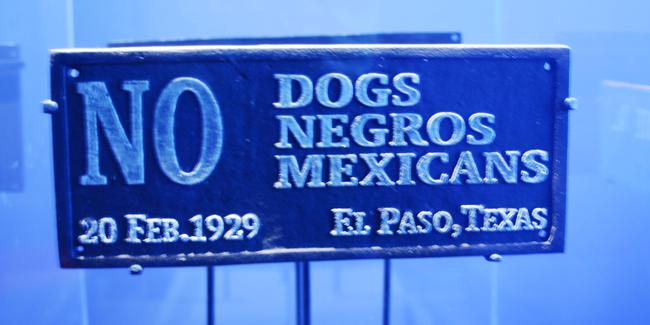 NO
DOGS
NEGROS
MEXICANS
20 FEB.1929
EL PASO, TEXAS